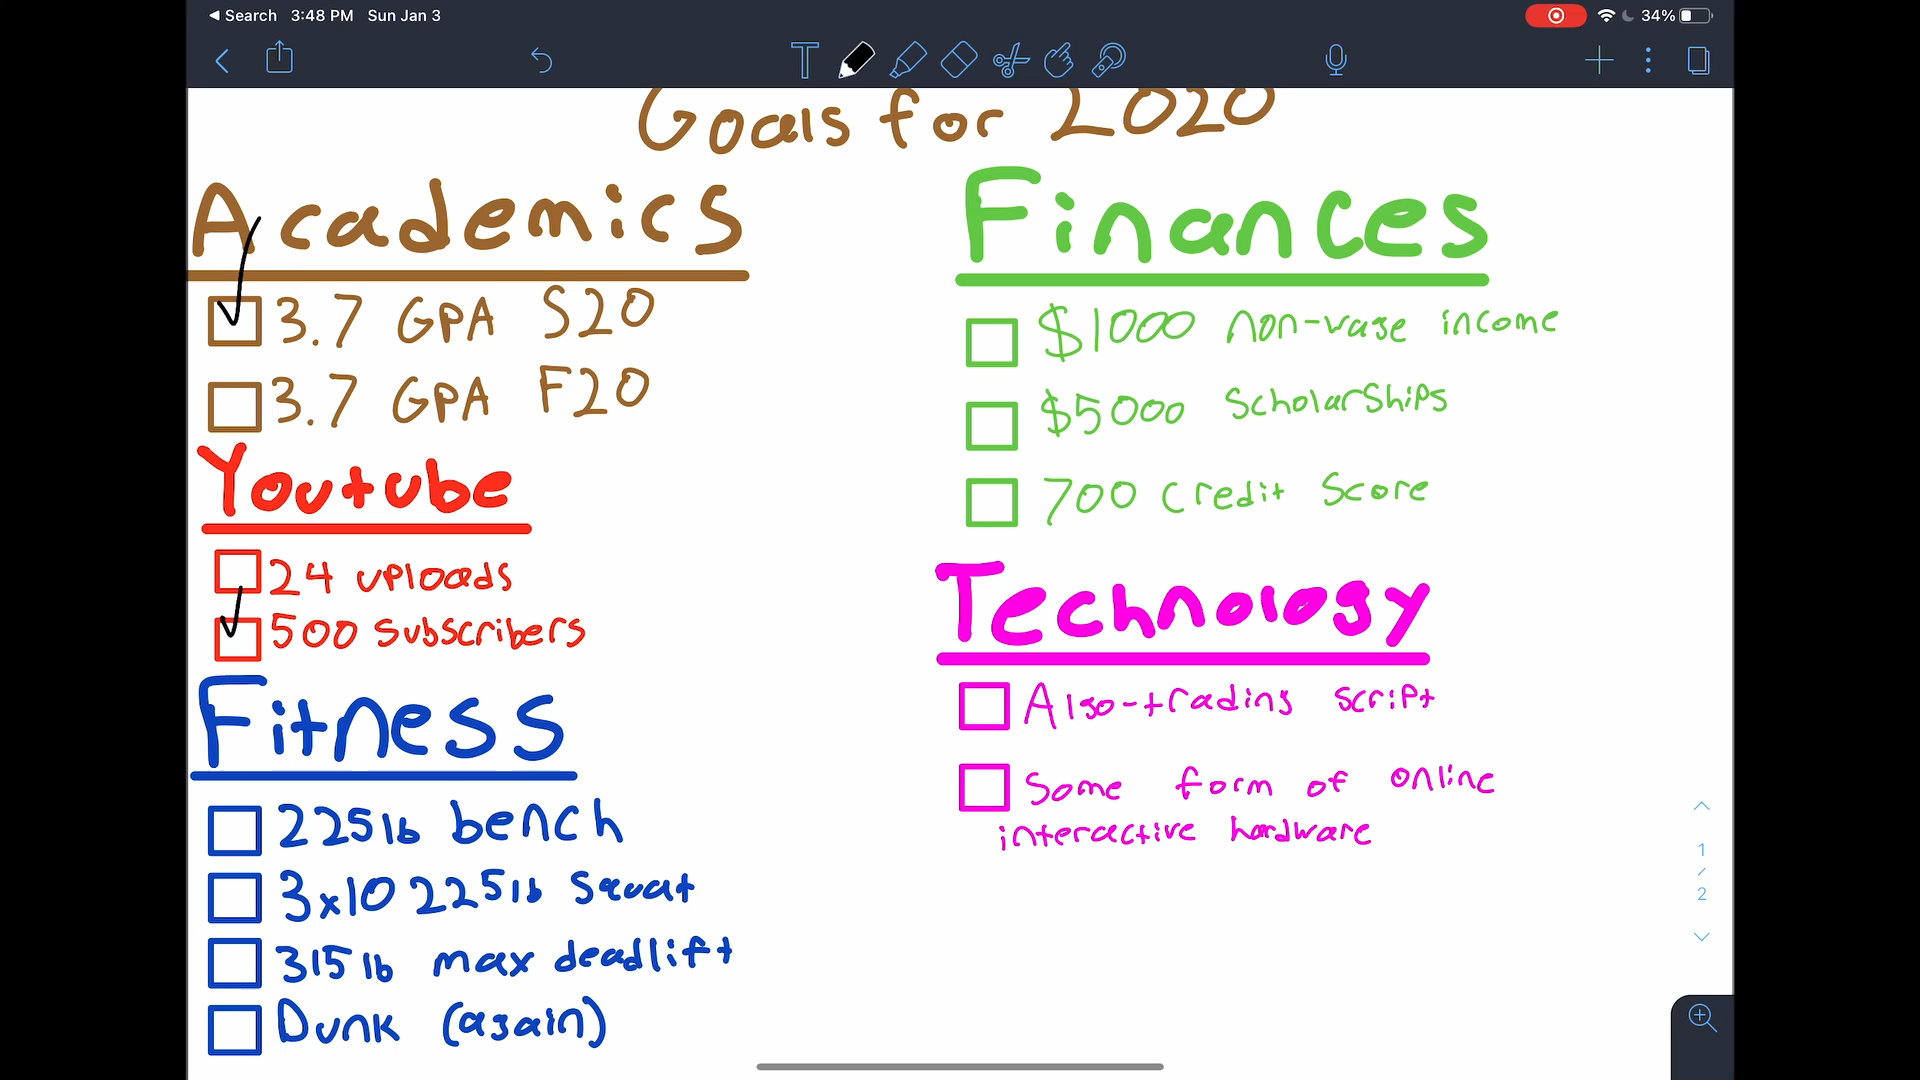 Search 3:48 PM Sun Jan 3
34%
T
Goals for 2020
Academics
3.7 GPA S20
3.7 GPA F20
Youtube
24 uploads
500 subscribers
Fitness
225lb bench
3x10 225lb Squat
315lb max deadlift
Dunk (again)
Finances
$1000 non-wage income
$5000 Scholarships
700 Credit Score
Technology
Algo-trading script
Some form of online
interactive hardware
1
/
2